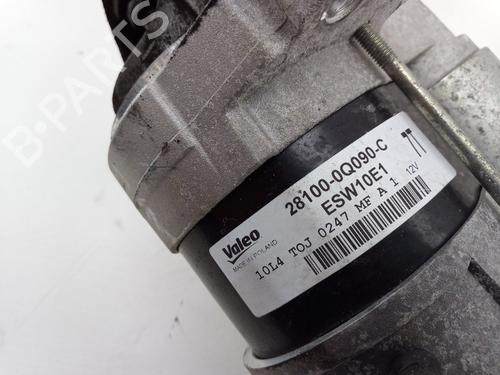 B-PARTS
28100-0Q090-C
ESW10E1
12V
Valeo
MADE IN POLAND
10L4 TOJ 0247 MF A 1